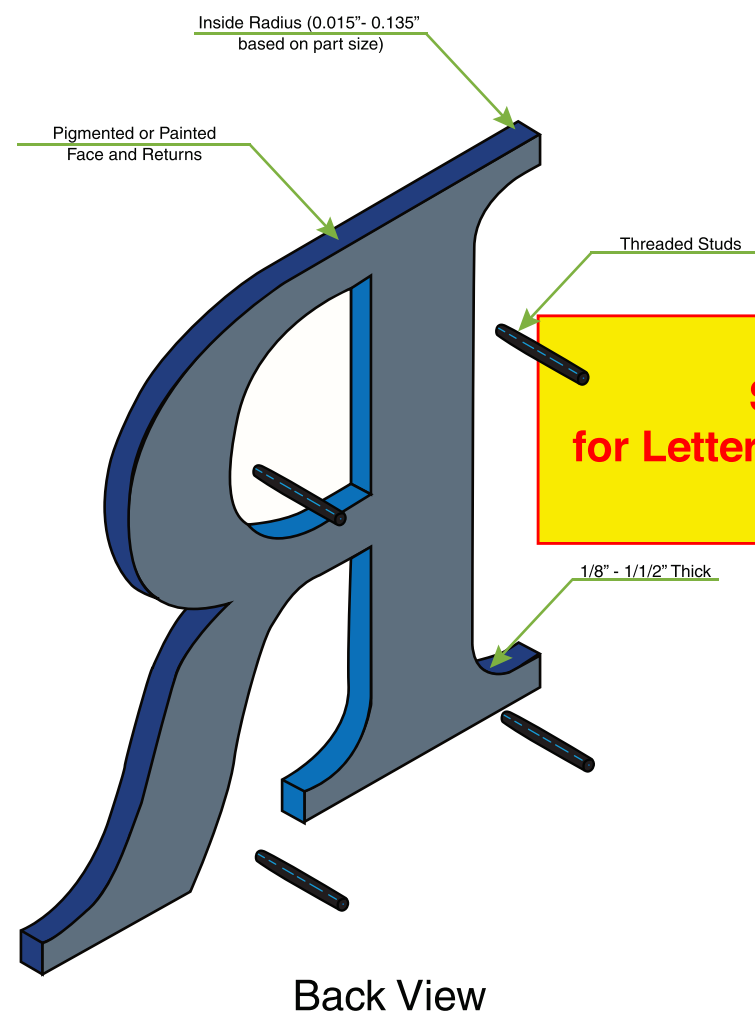 Inside Radius (0.015”- 0.135”
based on part size)
Pigmented or Painted
Face and Returns
Threaded Studs
for Letter
1/8” - 1/1/2” Thick
Back View